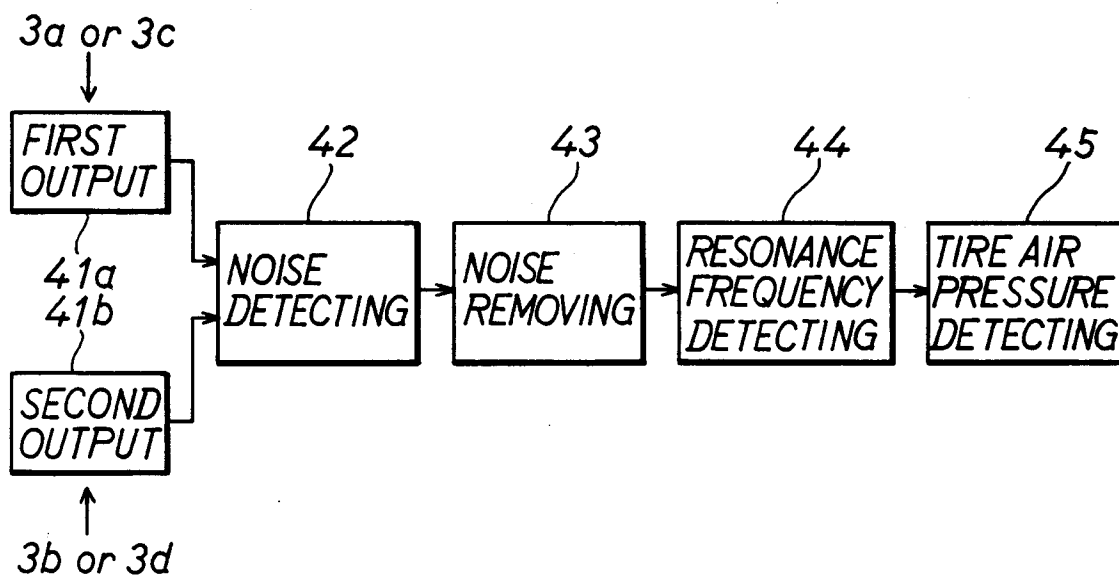 3a or 3c
FIRST
OUTPUT
41a
41b
SECOND
OUTPUT
3b or 3d
42
NOISE
DETECTING
43
NOISE
REMOVING
44
RESONANCE
FREQUENCY
DETECTING
45
TIRE AIR
PRESSURE
DETECTING